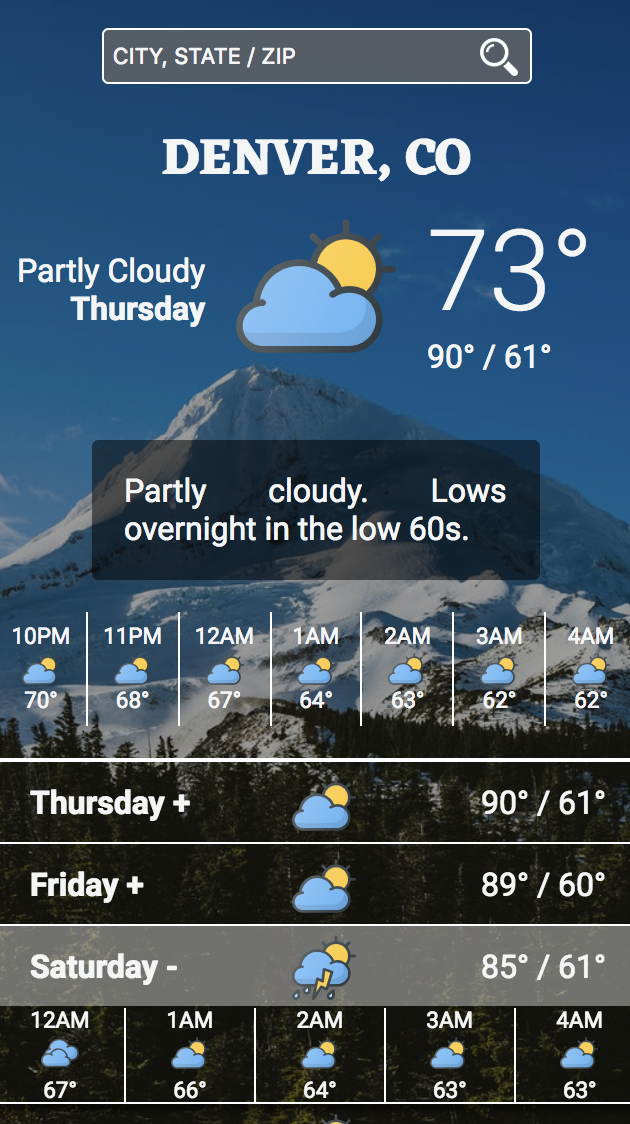 CITY, STATE / ZIP
DENVER, CO
Partly Cloudy
Thursday
73°
90° / 61°
Partly cloudy. Lows
overnight in the low 60s.
10PM 11PM 12AM 1AM 2AM 3AM 4AM
70° 68° 67° 64° 63° 62° 62°
Thursday + 90° / 61°
Friday + 89° / 60°
Saturday - 85° / 61°
12AM 1AM 2AM 3AM 4AM
67° 66° 64° 63° 63°